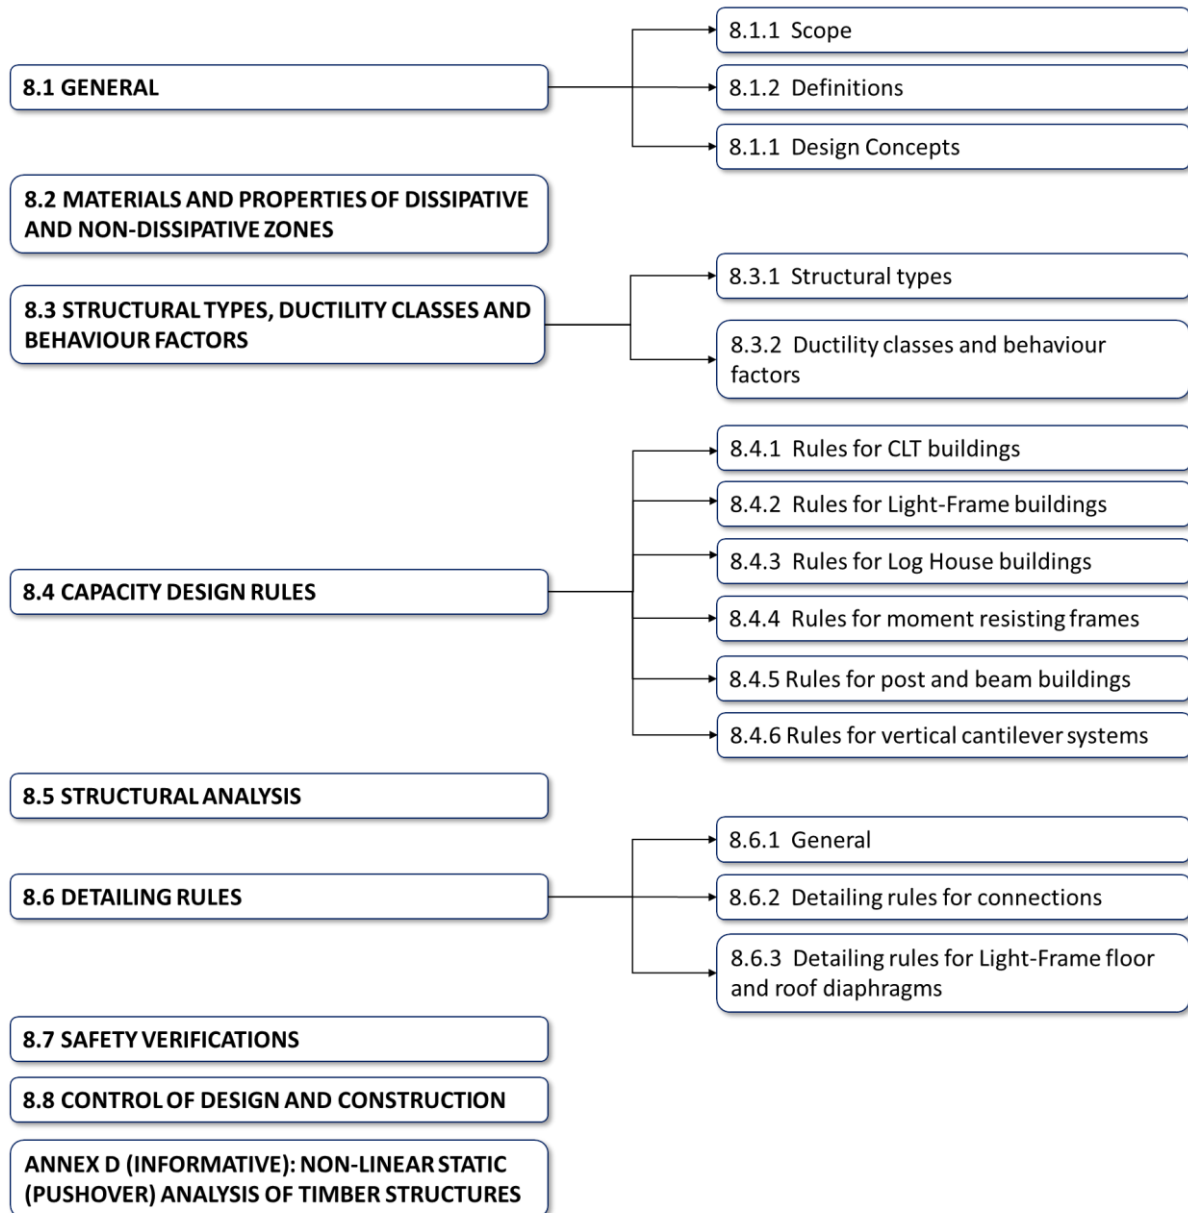 8.1 GENERAL
8.1.1 Scope
8.1.2 Definitions
8.1.1 Design Concepts
8.2 MATERIALS AND PROPERTIES OF DISSIPATIVE
AND NON-DISSIPATIVE ZONES
8.3 STRUCTURAL TYPES, DUCTILITY CLASSES AND
BEHAVIOUR FACTORS
8.3.1 Structural types
8.3.2 Ductility classes and behaviour
factors
8.4 CAPACITY DESIGN RULES
8.4.1 Rules for CLT buildings
8.4.2 Rules for Light-Frame buildings
8.4.3 Rules for Log House buildings
8.4.4 Rules for moment resisting frames
8.4.5 Rules for post and beam buildings
8.4.6 Rules for vertical cantilever systems
8.5 STRUCTURAL ANALYSIS
8.6 DETAILING RULES
8.6.1 General
8.6.2 Detailing rules for connections
8.6.3 Detailing rules for Light-Frame floor
and roof diaphragms
8.7 SAFETY VERIFICATIONS
8.8 CONTROL OF DESIGN AND CONSTRUCTION
ANNEX D (INFORMATIVE): NON-LINEAR STATIC
(PUSHOVER) ANALYSIS OF TIMBER STRUCTURES